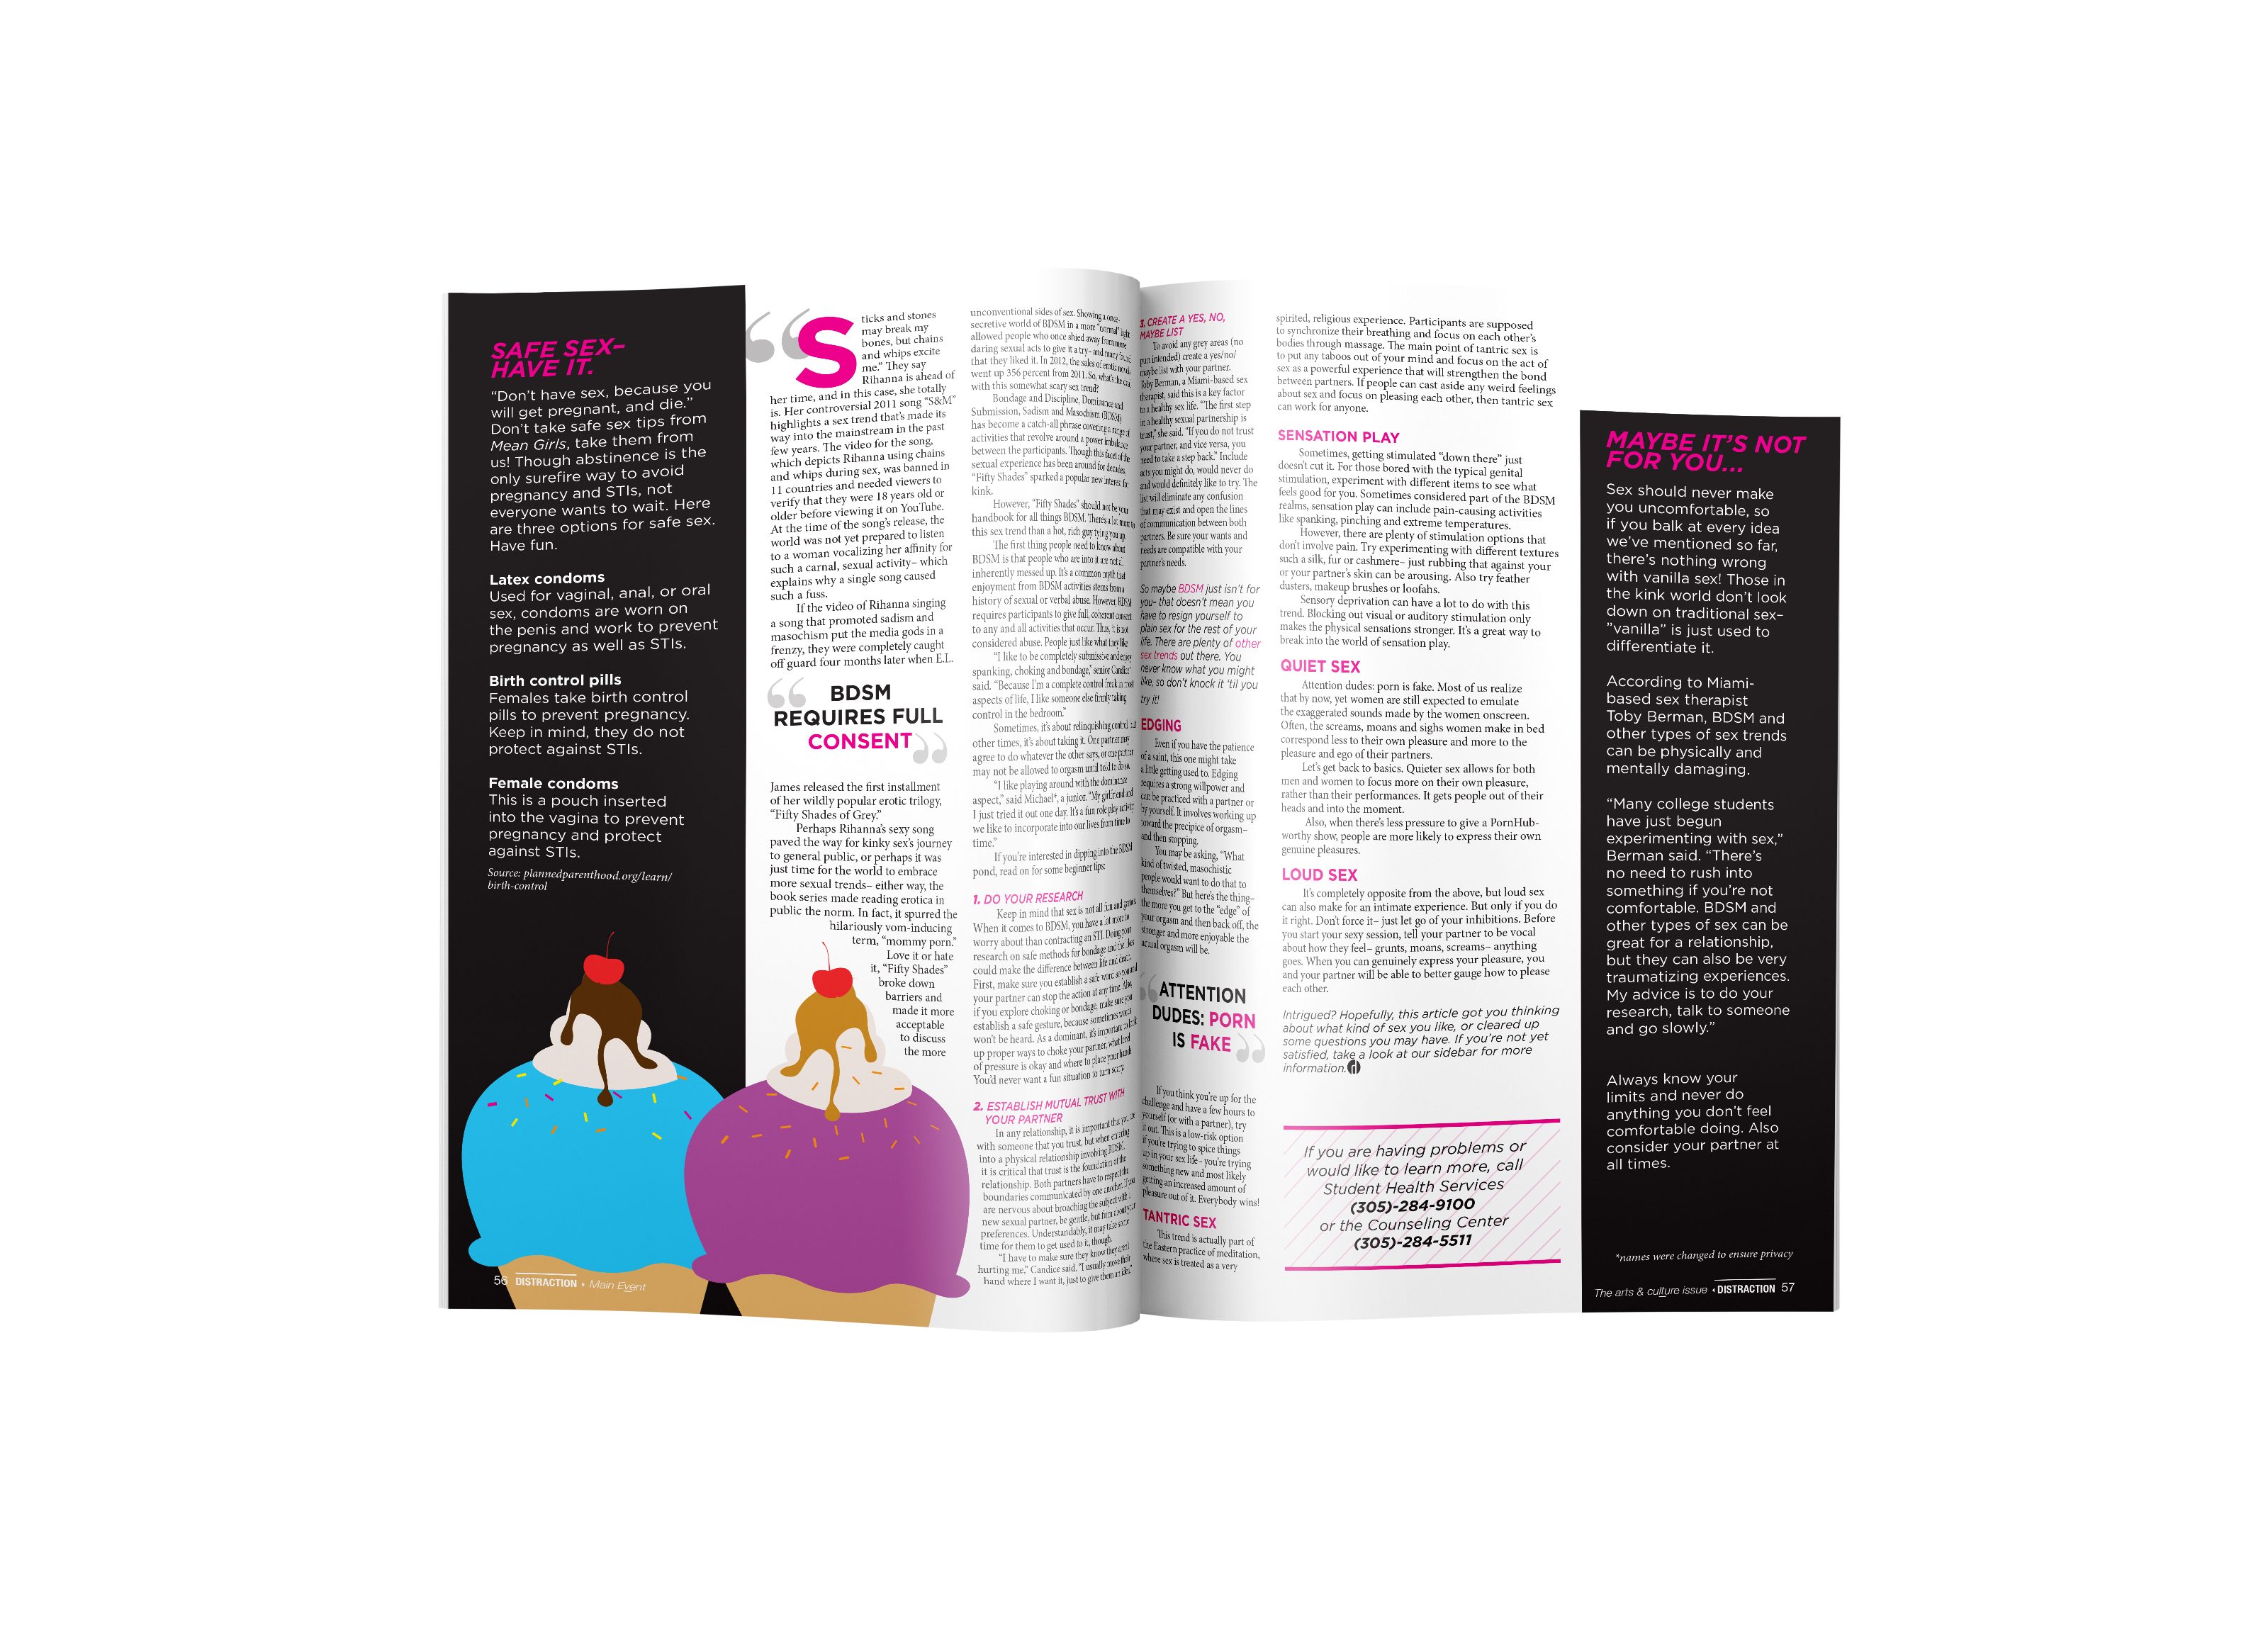 SAFE SEX–
HAVE IT.
“Don’t have sex, because you
will get pregnant, and die.”
Don’t take safe sex tips from
Mean Girls, take them from
us! Though abstinence is the
only surefire way to avoid
pregnancy and STIs, not
everyone wants to wait. Here
are three options for safe sex.
Have fun.
Latex condoms
Used for vaginal, anal, or oral
sex, condoms are worn on
the penis and work to prevent
pregnancy as well as STIs.
Birth control pills
Females take birth control
pills to prevent pregnancy.
Keep in mind, they do not
protect against STIs.
Female condoms
This is a pouch inserted
into the vagina to prevent
pregnancy and protect
against STIs.
Source: plannedparenthood.org/learn/
birth-control
56 DISTRACTION Main Event
“Sticks and stones
may break my
bones, but chains
and whips excite
me.” They say
Rihanna is ahead of
her time, and in this case, she totally
is. Her controversial 2011 song “S&M”
highlights a sex trend that’s made its
way into the mainstream in the past
few years. The video for the song,
which depicts Rihanna using chains
and whips during sex, was banned in
11 countries and needed viewers to
verify that they were 18 years old or
older before viewing it on YouTube.
At the time of the song’s release, the
world was not yet prepared to listen
to a woman vocalizing her affinity for
such a carnal, sexual activity– which
explains why a single song caused
such a fuss.
If the video of Rihanna singing
a song that promoted sadism and
masochism put the media gods in a
frenzy, they were completely caught
off guard four months later when E.L.
“BDSM
REQUIRES FULL
CONSENT”
James released the first installment
of her wildly popular erotic trilogy,
“Fifty Shades of Grey.”
Perhaps Rihanna’s sexy song
paved the way for kinky sex’s journey
to general public, or perhaps it was
just time for the world to embrace
more sexual trends– either way, the
book series made reading erotica in
public the norm. In fact, it spurred the
hilariously vom-inducing
term, “mommy porn.”
Love it or hate
it, “Fifty Shades”
broke down
barriers and
made it more
acceptable
to discuss
the more
unconventional sides of sex. Showing a once-
secretive world of BDSM in a more “normal” light
allowed people who once shied away from more
daring sexual acts to give it a try– and many found
that they liked it. In 2012, the sales of erotic novels
went up 356 percent from 2011. So, what’s the deal
with this somewhat scary sex trend?
Bondage and Discipline, Dominance and
Submission, Sadism and Masochism (BDSM)
has become a catch-all phrase covering a range of
activities that revolve around a power imbalance
between the participants. Though this facet of the
sexual experience has been around for decades,
“Fifty Shades” sparked a popular new interest for
kink.
However, “Fifty Shades” should not be your
handbook for all things BDSM. There’s a lot more to
this sex trend than a hot, rich guy tying you up.
The first thing people need to know about
BDSM is that people who are into it are not all
inherently messed up. It’s a common myth that
enjoyment from BDSM activities stems from a
history of sexual or verbal abuse. However, BDSM
requires participants to give full, coherent consent
to any and all activities that occur. Thus, it is not
considered abuse. People just like what they like.
“I like to be completely submissive and enjoy
spanking, choking and bondage,” senior Candice*
said. “Because I’m a complete control freak in most
aspects of life, I like someone else firmly taking
control in the bedroom.”
Sometimes, it’s about relinquishing control but
other times, it’s about taking it. One partner may
agree to do whatever the other says, or one partner
may not be allowed to orgasm until told to do so.
“I like playing around with the dominance
aspect,” said Michael*, a junior. “My girlfriend and
I just tried it out one day. It’s a fun role play activity
we like to incorporate into our lives from time to
time.”
If you’re interested in dipping into the BDSM
pond, read on for some beginner tips:
1. DO YOUR RESEARCH
Keep in mind that sex is not all fun and games.
When it comes to BDSM, you have a lot more to
worry about than contracting an STI. Doing your
research on safe methods for bondage and the likes
could make the difference between life and death.
First, make sure you establish a safe word so you and
your partner can stop the action at any time. Also,
if you explore choking or bondage, make sure you
establish a safe gesture, because sometimes voices
won’t be heard. As a dominant, it’s important to look
up proper ways to choke your partner, what kind
of pressure is okay and where to place your hands.
You’d never want a fun situation to turn scary.
2. ESTABLISH MUTUAL TRUST WITH
YOUR PARTNER
In any relationship, it is important that you are
with someone that you trust, but when entering
into a physical relationship involving BDSM,
it is critical that trust is the foundation of the
relationship. Both partners have to respect the
boundaries communicated by one another. If you
are nervous about broaching the subject with a
new sexual partner, be gentle, but firm about your
preferences. Understandably, it may take some
time for them to get used to it, though.
“I have to make sure they know they aren’t
hurting me,” Candice said. “I usually move their
hand where I want it, just to give them an idea.”
3. CREATE A YES, NO,
MAYBE LIST
To avoid any grey areas (no
pun intended) create a yes/no/
maybe list with your partner.
Toby Berman, a Miami-based sex
therapist, said this is a key factor
to a healthy sex life. “The first step
in a healthy sexual partnership is
trust,” she said. “If you do not trust
your partner, and vice versa, you
need to take a step back.” Include
acts you might do, would never do
and would definitely like to try. The
list will eliminate any confusion
that may exist and open the lines
of communication between both
partners. Be sure your wants and
needs are compatible with your
partner’s needs.
So maybe BDSM just isn’t for
you– that doesn’t mean you
have to resign yourself to
plain sex for the rest of your
life. There are plenty of other
sex trends out there. You
never know what you might
like, so don’t knock it ’til you
try it!
EDGING
Even if you have the patience
of a saint, this one might take
a little getting used to. Edging
requires a strong willpower and
can be practiced with a partner or
by yourself. It involves working up
toward the precipice of orgasm–
and then stopping.
You may be asking, “What
kind of twisted, masochistic
people would want to do that to
themselves?” But here’s the thing–
the more you get to the “edge” of
your orgasm and then back off, the
stronger and more enjoyable the
actual orgasm will be.
“ATTENTION
DUDES: PORN
IS FAKE”
If you think you’re up for the
challenge and have a few hours to
yourself (or with a partner), try
it out. This is a low-risk option
if you’re trying to spice things
up in your sex life– you’re trying
something new and most likely
getting an increased amount of
pleasure out of it. Everybody wins!
TANTRIC SEX
This trend is actually part of
the Eastern practice of meditation,
where sex is treated as a very
spirited, religious experience. Participants are supposed
to synchronize their breathing and focus on each other’s
bodies through massage. The main point of tantric sex is
to put any taboos out of your mind and focus on the act of
sex as a powerful experience that will strengthen the bond
between partners. If people can cast aside any weird feelings
about sex and focus on pleasing each other, then tantric sex
can work for anyone.
SENSATION PLAY
Sometimes, getting stimulated “down there” just
doesn’t cut it. For those bored with the typical genital
stimulation, experiment with different items to see what
feels good for you. Sometimes considered part of the BDSM
realms, sensation play can include pain-causing activities
like spanking, pinching and extreme temperatures.
However, there are plenty of stimulation options that
don’t involve pain. Try experimenting with different textures
such a silk, fur or cashmere– just rubbing that against your
or your partner’s skin can be arousing. Also try feather
dusters, makeup brushes or loofahs.
Sensory deprivation can have a lot to do with this
trend. Blocking out visual or auditory stimulation only
makes the physical sensations stronger. It’s a great way to
break into the world of sensation play.
QUIET SEX
Attention dudes: porn is fake. Most of us realize
that by now, yet women are still expected to emulate
the exaggerated sounds made by the women onscreen.
Often, the screams, moans and sighs women make in bed
correspond less to their own pleasure and more to the
pleasure and ego of their partners.
Let’s get back to basics. Quieter sex allows for both
men and women to focus more on their own pleasure,
rather than their performances. It gets people out of their
heads and into the moment.
Also, when there’s less pressure to give a PornHub-
worthy show, people are more likely to express their own
genuine pleasures.
LOUD SEX
It’s completely opposite from the above, but loud sex
can also make for an intimate experience. But only if you do
it right. Don’t force it– just let go of your inhibitions. Before
you start your sexy session, tell your partner to be vocal
about how they feel– grunts, moans, screams– anything
goes. When you can genuinely express your pleasure, you
and your partner will be able to better gauge how to please
each other.
Intrigued? Hopefully, this article got you thinking
about what kind of sex you like, or cleared up
some questions you may have. If you’re not yet
satisfied, take a look at our sidebar for more
information. d
If you are having problems or
would like to learn more, call
Student Health Services
(305)-284-9100
or the Counseling Center
(305)-284-5511
MAYBE IT’S NOT
FOR YOU...
Sex should never make
you uncomfortable, so
if you balk at every idea
we’ve mentioned so far,
there’s nothing wrong
with vanilla sex! Those in
the kink world don’t look
down on traditional sex–
”vanilla” is just used to
differentiate it.
According to Miami-
based sex therapist
Toby Berman, BDSM and
other types of sex trends
can be physically and
mentally damaging.
“Many college students
have just begun
experimenting with sex,”
Berman said. “There’s
no need to rush into
something if you’re not
comfortable. BDSM and
other types of sex can be
great for a relationship,
but they can also be very
traumatizing experiences.
My advice is to do your
research, talk to someone
and go slowly.”
Always know your
limits and never do
anything you don’t feel
comfortable doing. Also
consider your partner at
all times.
*names were changed to ensure privacy
The arts & culture issue DISTRACTION 57